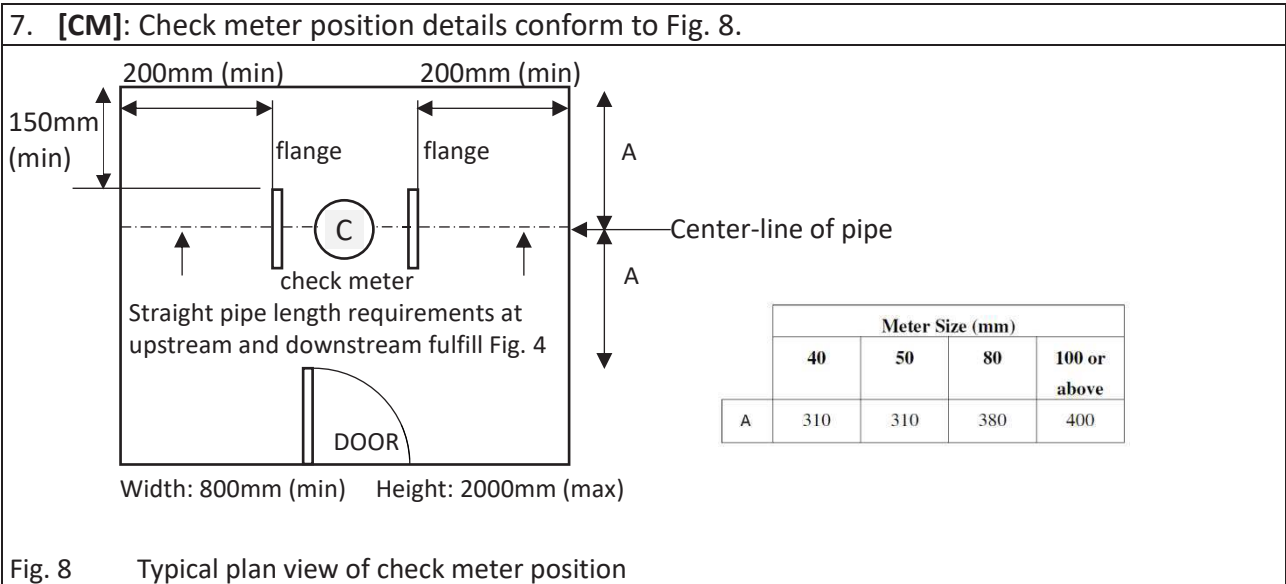 7. [CM]: Check meter position details conform to Fig. 8.
200mm (min) 200mm (min)
150mm
(min)
flange flange
A
C
Center-line of pipe
check meter
A
Straight pipe length requirements at
upstream and downstream fulfill Fig. 4
DOOR
Width: 800mm (min) Height: 2000mm (max)
Meter Size (mm)
40 50 80 100 or
above
A 310 310 380 400
Fig. 8 Typical plan view of check meter position